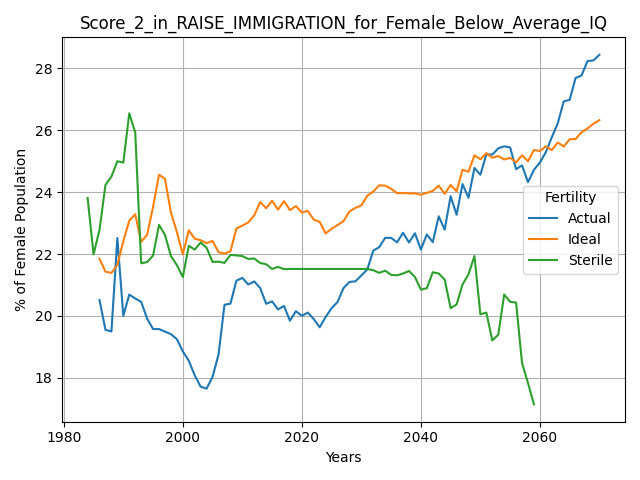 Score_2_in_RAISE_IMMIGRATION_for_Female_Below_Average_IQ
% of Female Population
28
26
24
22
20
18
Fertility
Actual
Ideal
Sterile
1980
2000
2020
2040
2060
Years